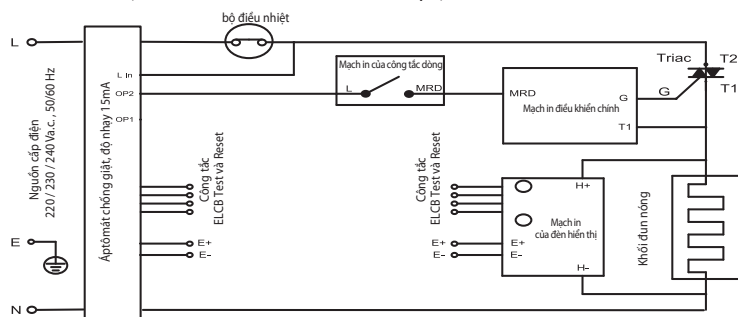 bộ điều nhiệt
L
Triac
T2
T1
G
L In
OP2
OP1
Mạch in của công tắc dòng
L
MRD
MRD
G
T1
Mạch in điều khiển chính
Nguồn cấp điện
220 / 230 / 240 Va.c., 50/60 Hz
Áptômát chống giật, độ nhạy 15mA
Công tắc
ELCB Test và Reset
Công tắc
ELCB Test và Reset
H+
Mạch in
của đèn hiển thị
Khối đun nóng
E
E+
E-
E+
E-
E+
E-
H-
N